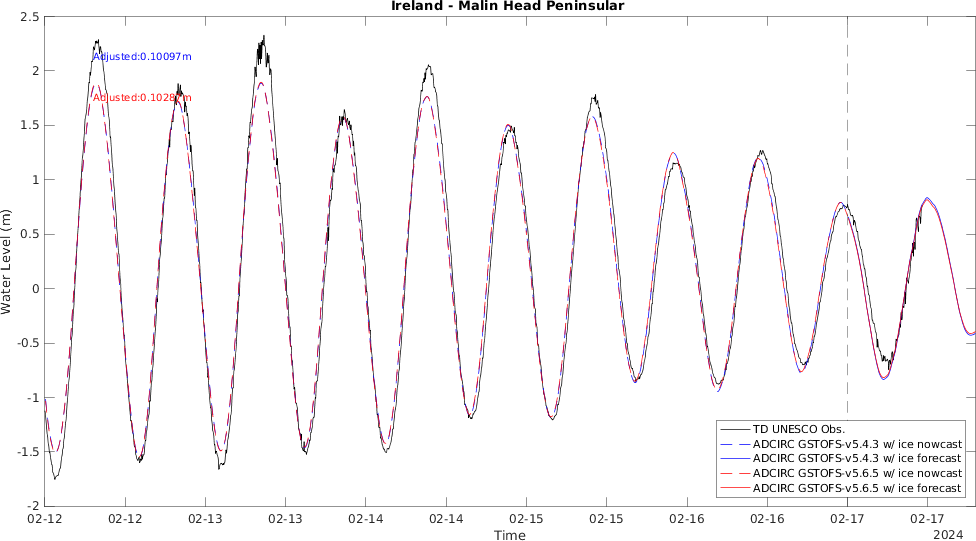 Ireland - Malin Head Peninsular
2.5
2
1.5
1
0.5
0
-0.5
-1
-1.5
-2
Water Level (m)
Adjusted:0.10097m
TD UNESCO Obs.
ADCIRC GSTOFS-v5.4.3 w/ ice nowcast
ADCIRC GSTOFS-v5.4.3 w/ ice forecast
ADCIRC GSTOFS-v5.6.5 w/ ice nowcast
ADCIRC GSTOFS-v5.6.5 w/ ice forecast
02-12 02-12 02-13 02-13 02-14 02-14 02-15 02-15 02-16 02-16 02-17 02-17
Time
2024